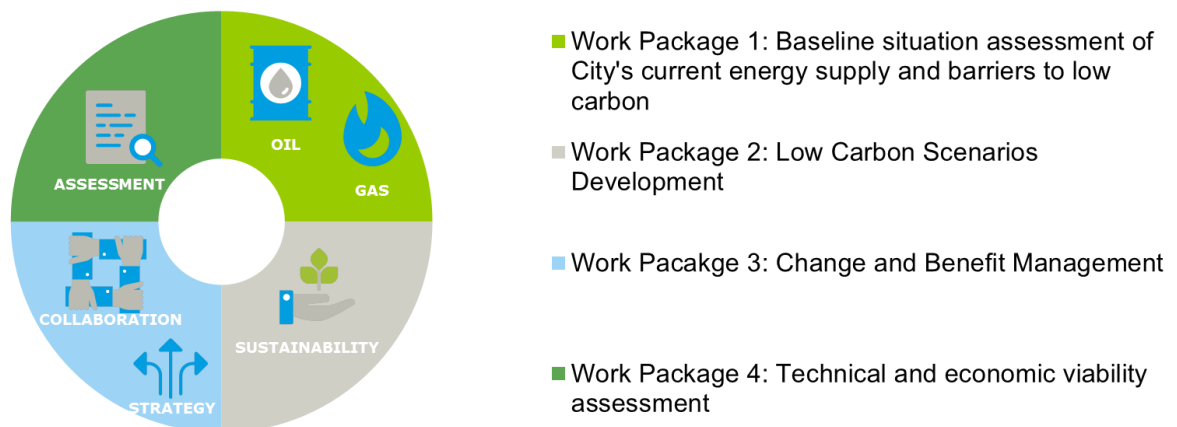 OIL
GAS
ASSESSMENT
COLLABORATION
STRATEGY
SUSTAINABILITY
Work Package 1: Baseline situation assessment of
City's current energy supply and barriers to low
carbon
Work Package 2: Low Carbon Scenarios
Development
Work Pacakge 3: Change and Benefit Management
Work Package 4: Technical and economic viability
assessment